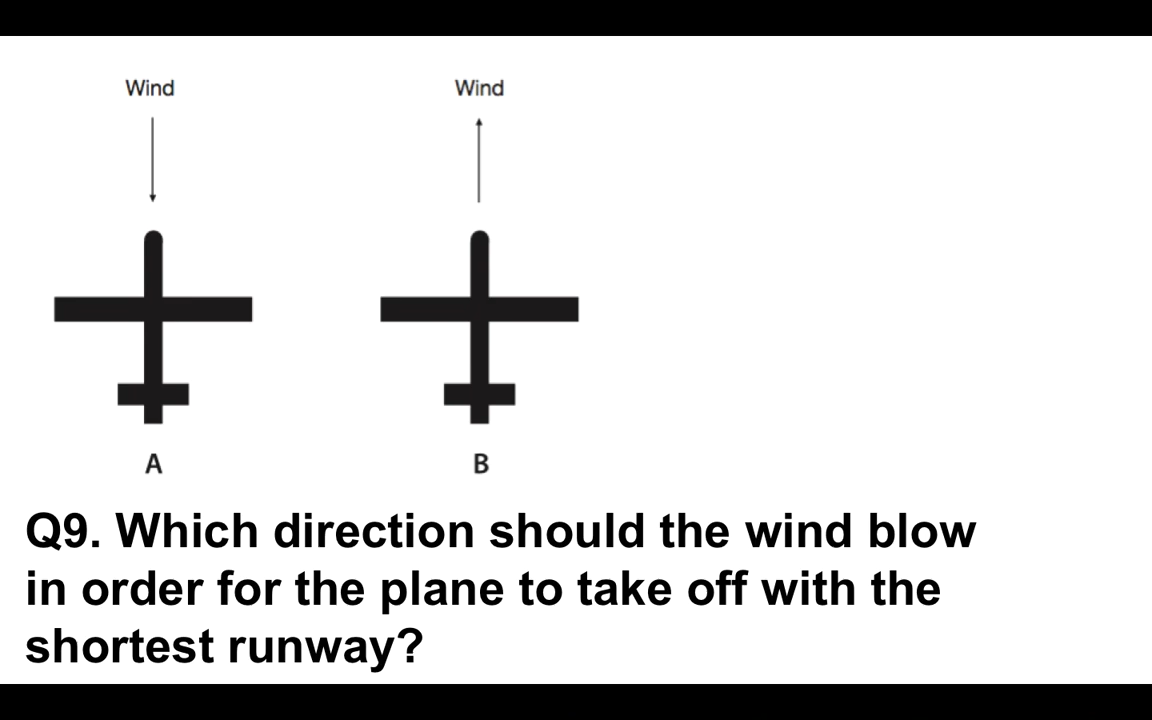 Wind Wind
A B
Q9. Which direction should the wind blow
in order for the plane to take off with the
shortest runway?